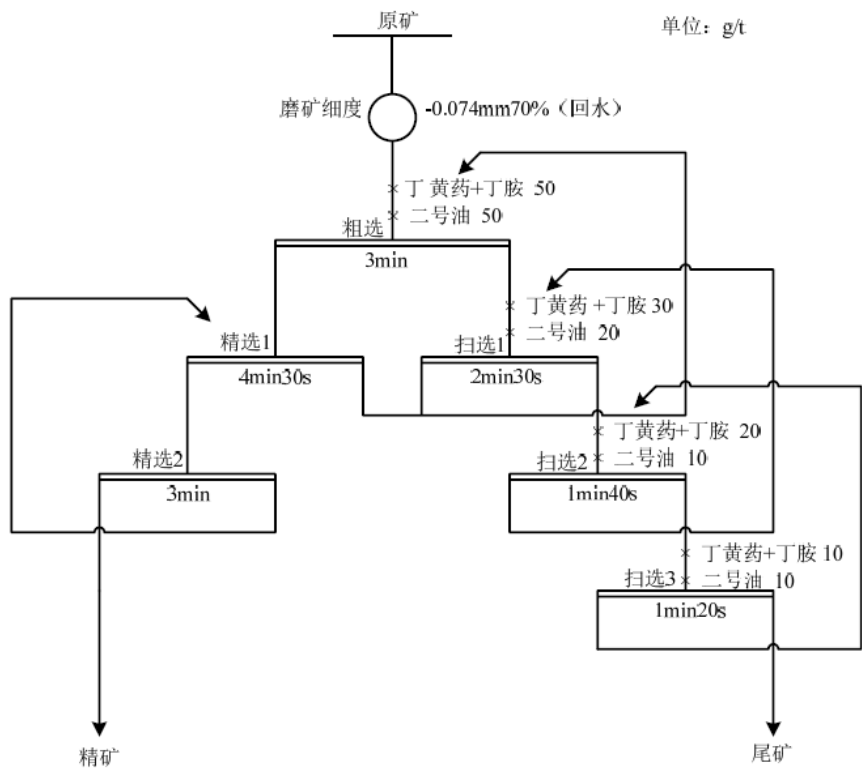 原矿
单位：g/t
磨矿细度
-0.074mm70%（回水）
丁 黄药+丁胺 50
二号油 50
粗选
3min
丁黄药 +丁胺 30
二号油 20
精选1
4min30s
扫选1
2min30s
丁黄药+丁胺 20
二号油 10
精选2
3min
扫选2
1min40s
丁黄药+丁胺 10
二号油 10
扫选3
1min20s
精矿
尾矿